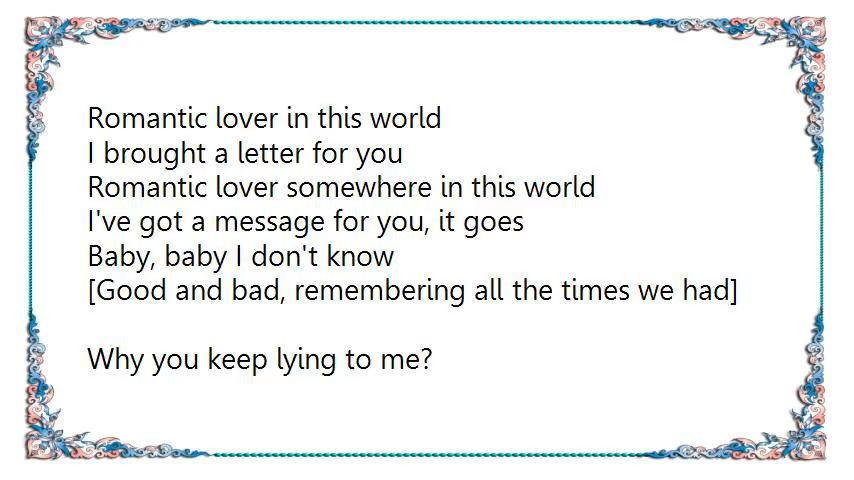 Romantic lover in this world
I brought a letter for you
Romantic lover somewhere in this world
I've got a message for you, it goes
Baby, baby I don't know
[Good and bad, remembering all the times we had]
Why you keep lying to me?